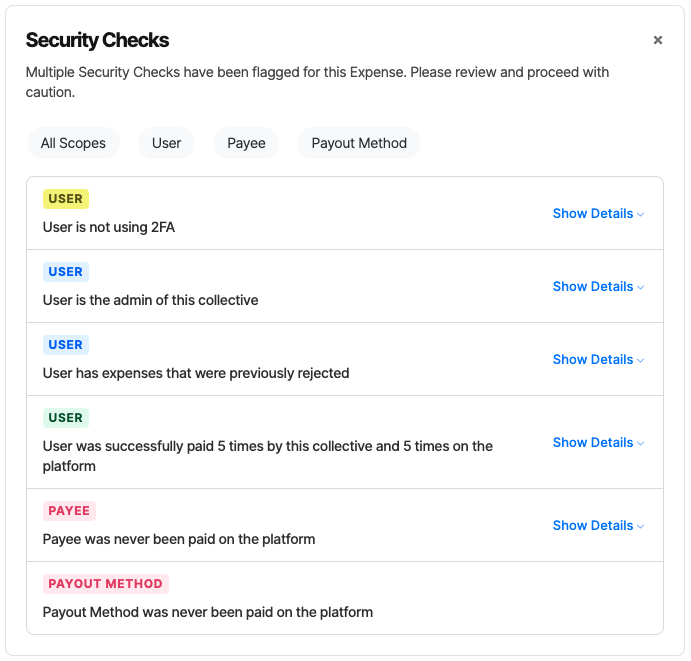 Security Checks
×
Multiple Security Checks have been flagged for this Expense. Please review and proceed with
caution.
All Scopes User Payee Payout Method
USER
User is not using 2FA
Show Details
USER
User is the admin of this collective
Show Details
USER
User has expenses that were previously rejected
Show Details
USER
User was successfully paid 5 times by this collective and 5 times on the
platform
Show Details
PAYEE
Payee was never been paid on the platform
Show Details
PAYOUT METHOD
Payout Method was never been paid on the platform